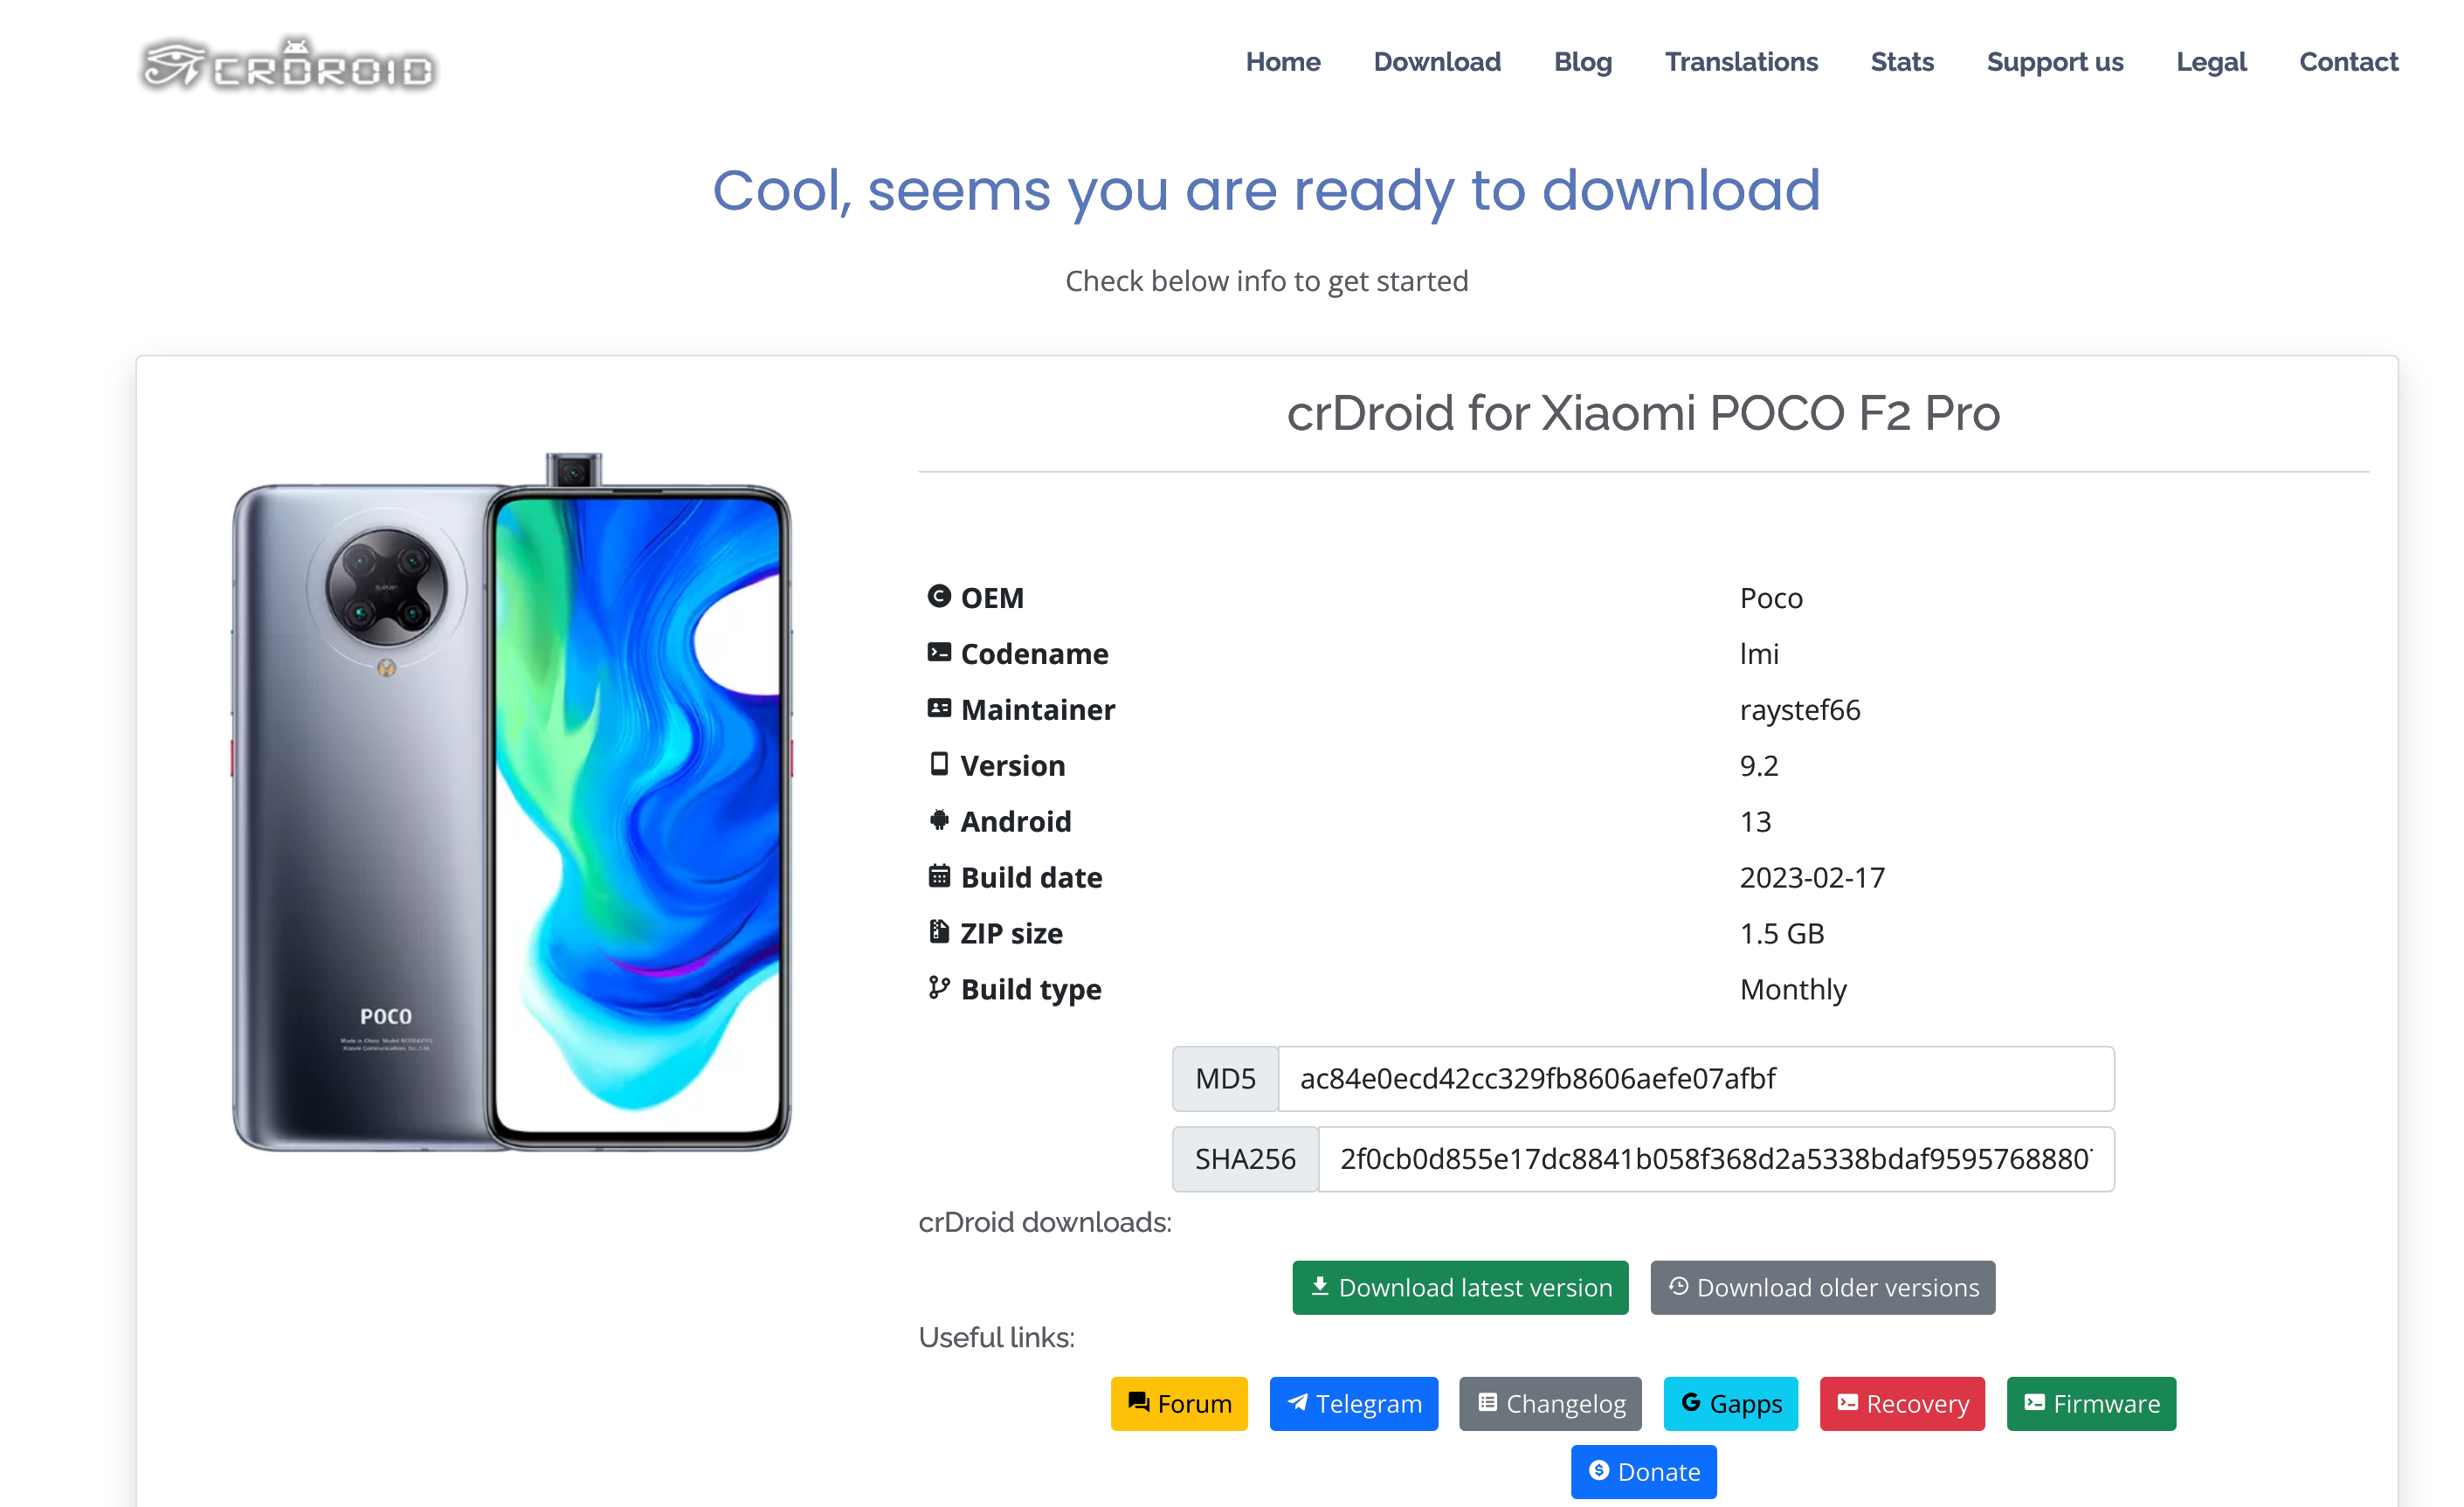 CRDROID
Home Download Blog Translations Stats Support us Legal Contact
Cool, seems you are ready to download
Check below info to get started
crDroid for Xiaomi POCO F2 Pro
64MP
POCO
OEM Poco
Codename lmi
Maintainer raystef66
Version 9.2
Android 13
Build date 2023-02-17
ZIP size 1.5 GB
Build type Monthly
MD5 ac84e0ecd42cc329fb8606aefe07afbf
SHA256 2f0cb0d855e17dc8841b058f368d2a5338bdaf9595768880
crDroid downloads:
Download latest version Download older versions
Useful links:
Forum Telegram Changelog Gapps Recovery Firmware
Donate